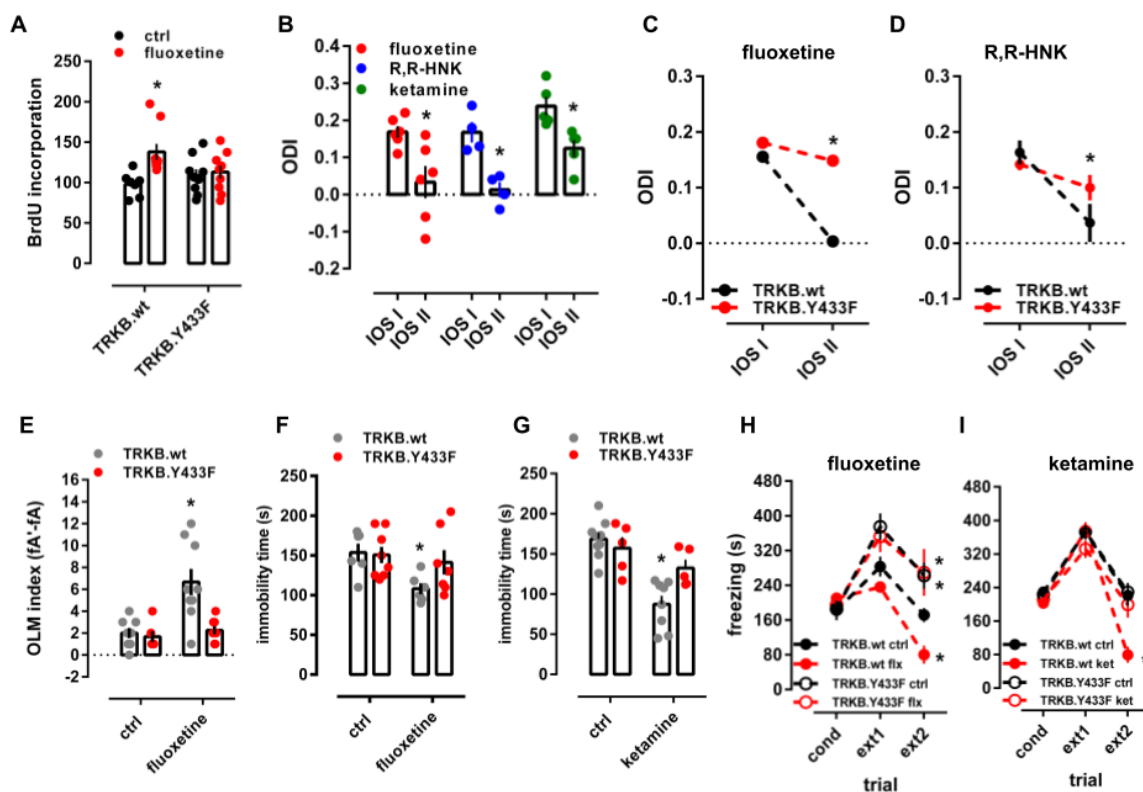 A
ctrl
fluoxetine
BrdU incorporation
250
200
150
100
50
*
TRKB.wt
TRKB.Y433F
B
fluoxetine
R,R-HNK
ketamine
ODI
0.4
0.3
0.2
0.1
0.0
-0.1
-0.2
* * *
IOS I
IOS II
IOS I
IOS II
IOS I
IOS II
C
fluoxetine
ODI
0.3
0.2
0.1
0.0
-0.1
*
TRKB.wt
TRKB.Y433F
IOS I
IOS II
D
R,R-HNK
ODI
0.3
0.2
0.1
0.0
-0.1
*
TRKB.wt
TRKB.Y433F
IOS I
IOS II
E
TRKB.wt
TRKB.Y433F
OLM index (fA'-fA)
16
14
12
10
8
6
4
2
0
-2
*
ctrl
fluoxetine
F
TRKB.wt
TRKB.Y433F
immobility time (s)
250
200
150
100
50
0
*
ctrl
fluoxetine
G
TRKB.wt
TRKB.Y433F
immobility time (s)
250
200
150
100
50
0
*
ctrl
ketamine
H
fluoxetine
freezing (s)
480
400
320
240
160
80
0
*
*
*
TRKB.wt ctrl
TRKB.wt flx
TRKB.Y433F ctrl
TRKB.Y433F flx
cond
ext1
ext2
trial
I
ketamine
480
400
320
240
160
80
0
TRKB.wt ctrl
TRKB.wt ket
TRKB.Y433F ctrl
TRKB.Y433F ket
cond
ext1
ext2
trial